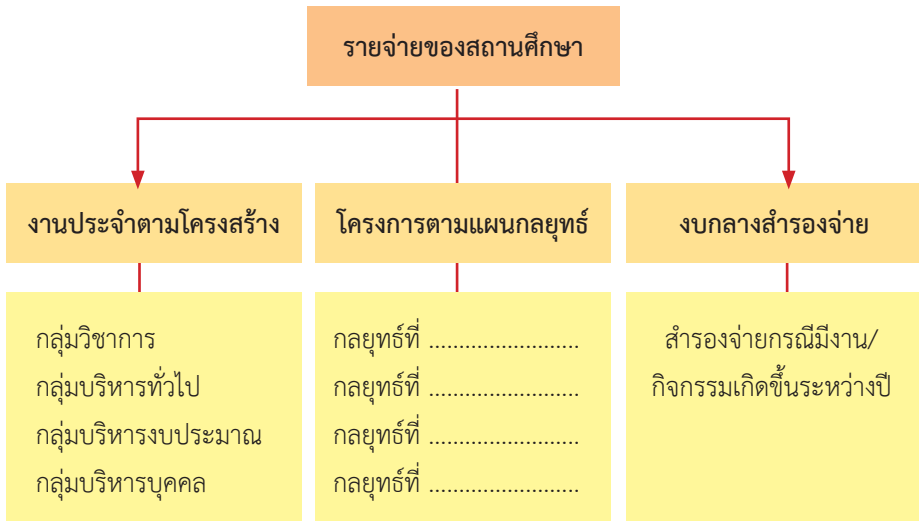 รายจ่ายของสถานศึกษา
งานประจำตามโครงสร้าง
กลุ่มวิชาการ
กลุ่มบริหารทั่วไป
กลุ่มบริหารงบประมาณ
กลุ่มบริหารบุคคล
โครงการตามแผนกลยุทธ์
กลยุทธ์ที่ ............................
กลยุทธ์ที่ ............................
กลยุทธ์ที่ ............................
กลยุทธ์ที่ ............................
งบกลางสำรองจ่าย
สำรองจ่ายกรณีมีงาน/
กิจกรรมเกิดขึ้นระหว่างปี